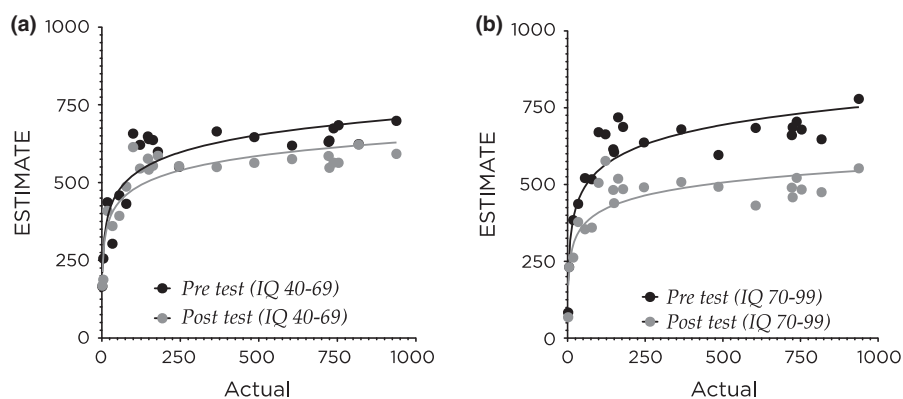 (a)
1000
750
500
250
0
ESTIMATE
Pre test (IQ 40-69)
Post test (IQ 40-69)
0 250 500 750 1000
Actual
(b)
1000
750
500
250
0
ESTIMATE
Pre test (IQ 70-99)
Post test (IQ 70-99)
0 250 500 750 1000
Actual